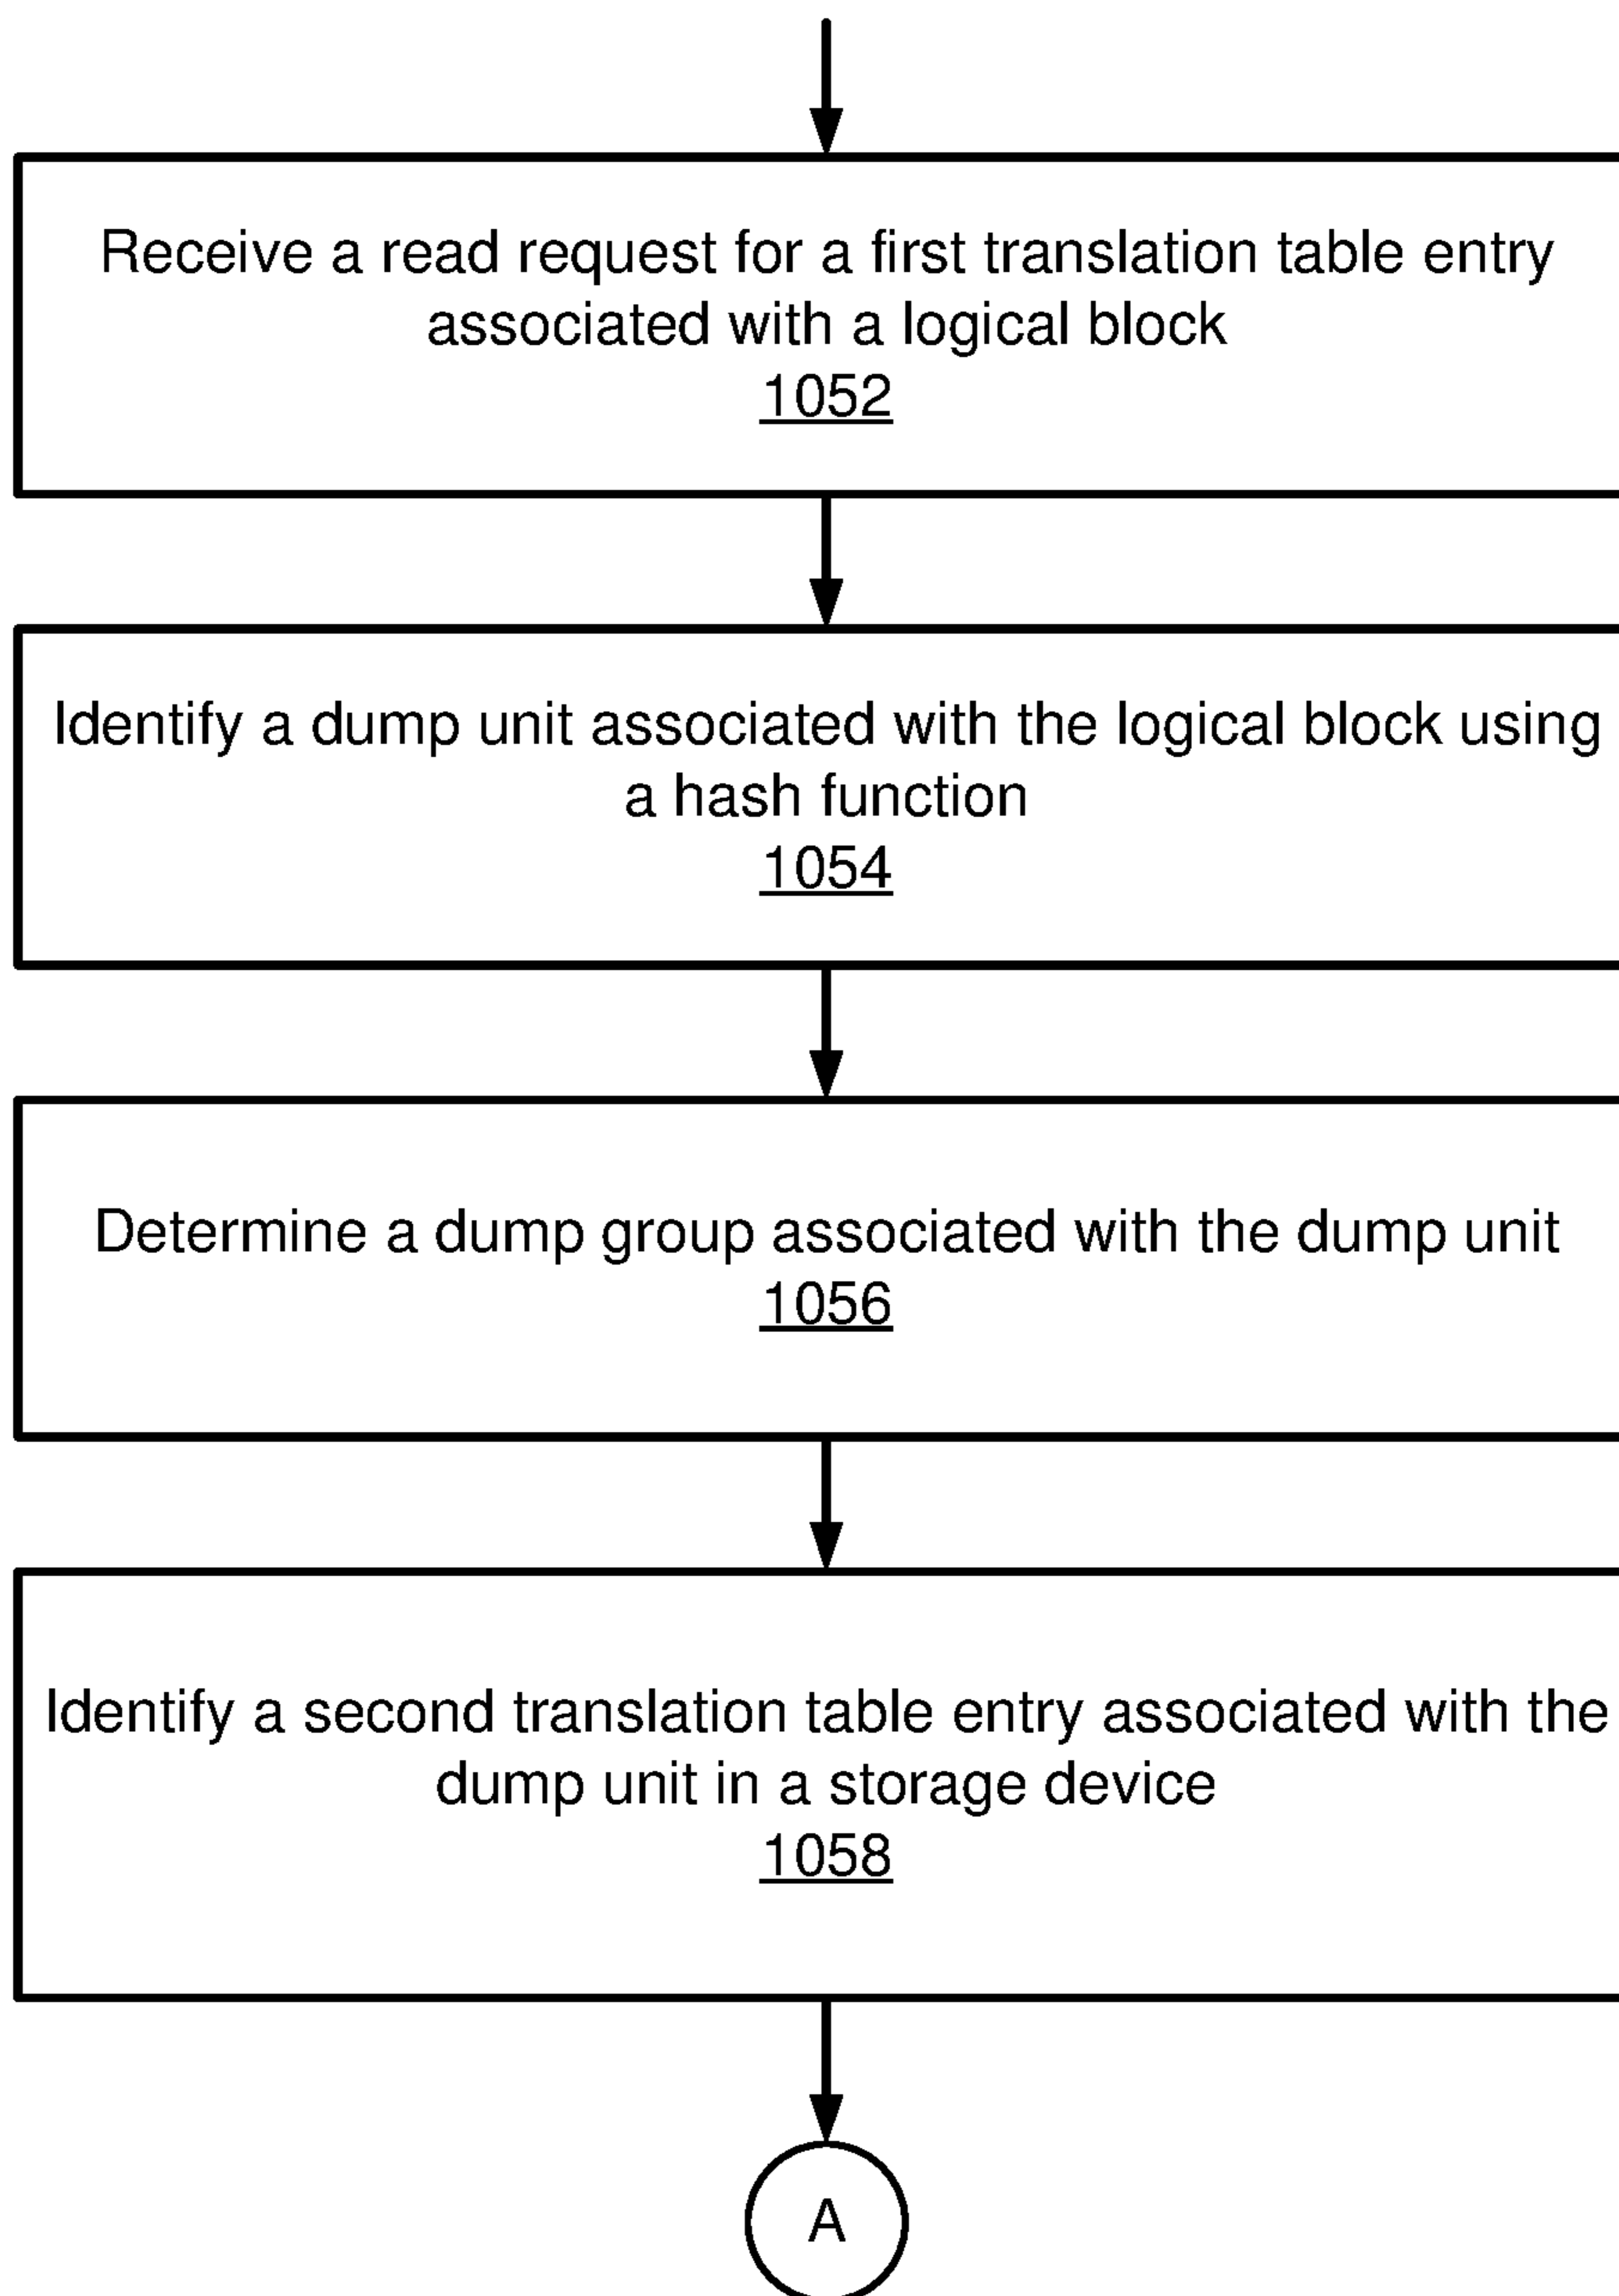 Receive a read request for a first translation table entry
associated with a logical block
1052
Identify a dump unit associated with the logical block using
a hash function
1054
Determine a dump group associated with the dump unit
1056
Identify a second translation table entry associated with the
dump unit in a storage device
1058
A